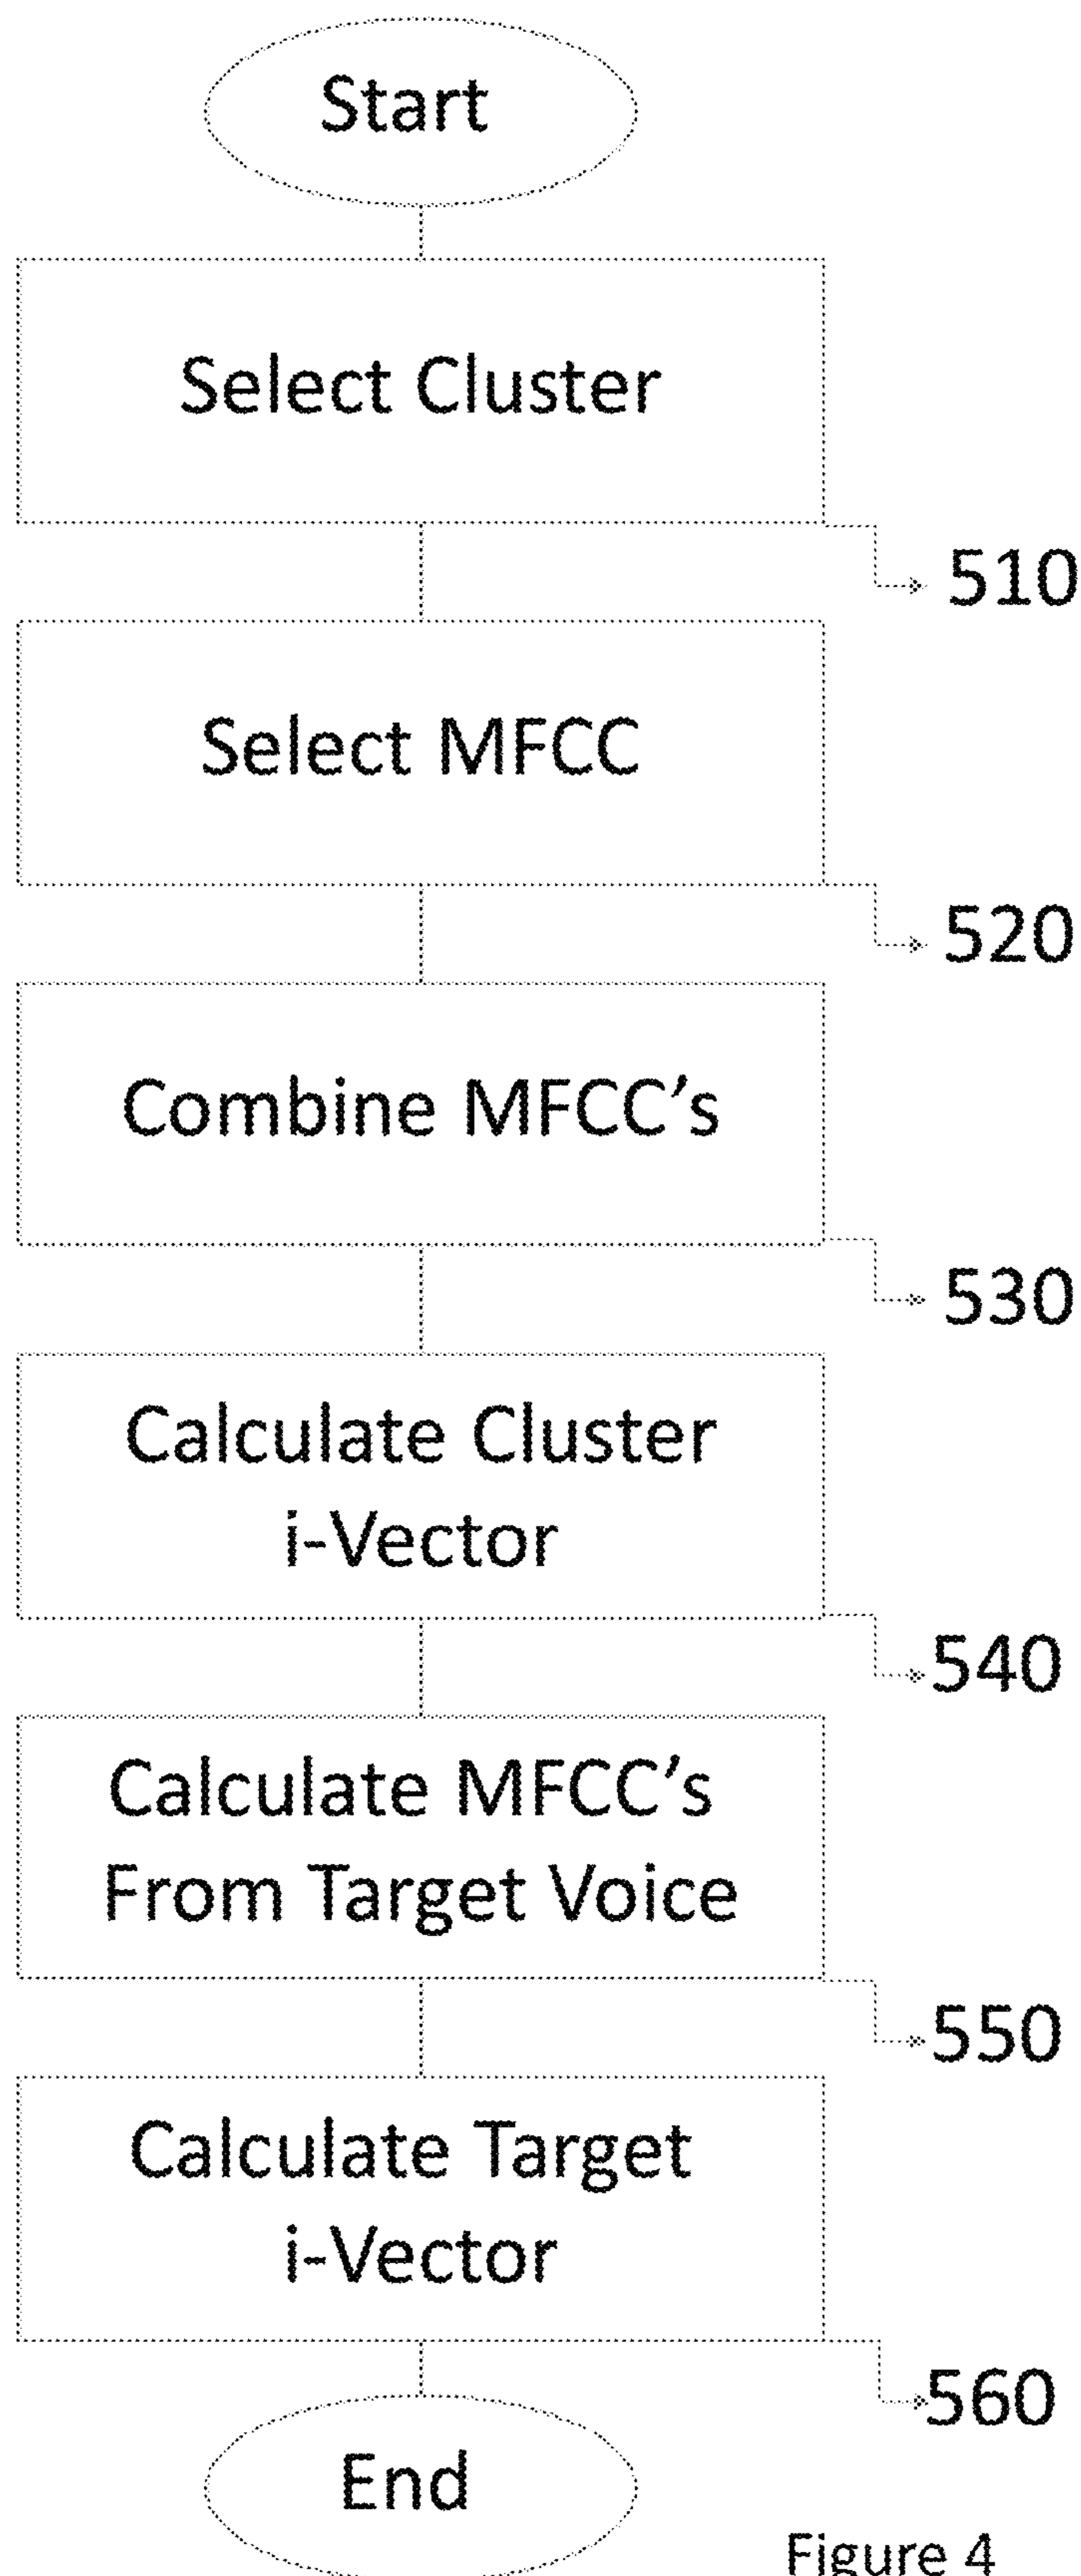 Start
Select Cluster
510
Select MFCC
520
Combine MFCC’s
530
Calculate Cluster
i-Vector
540
Calculate MFCC’s
From Target Voice
550
Calculate Target
i-Vector
560
End
Figure 4